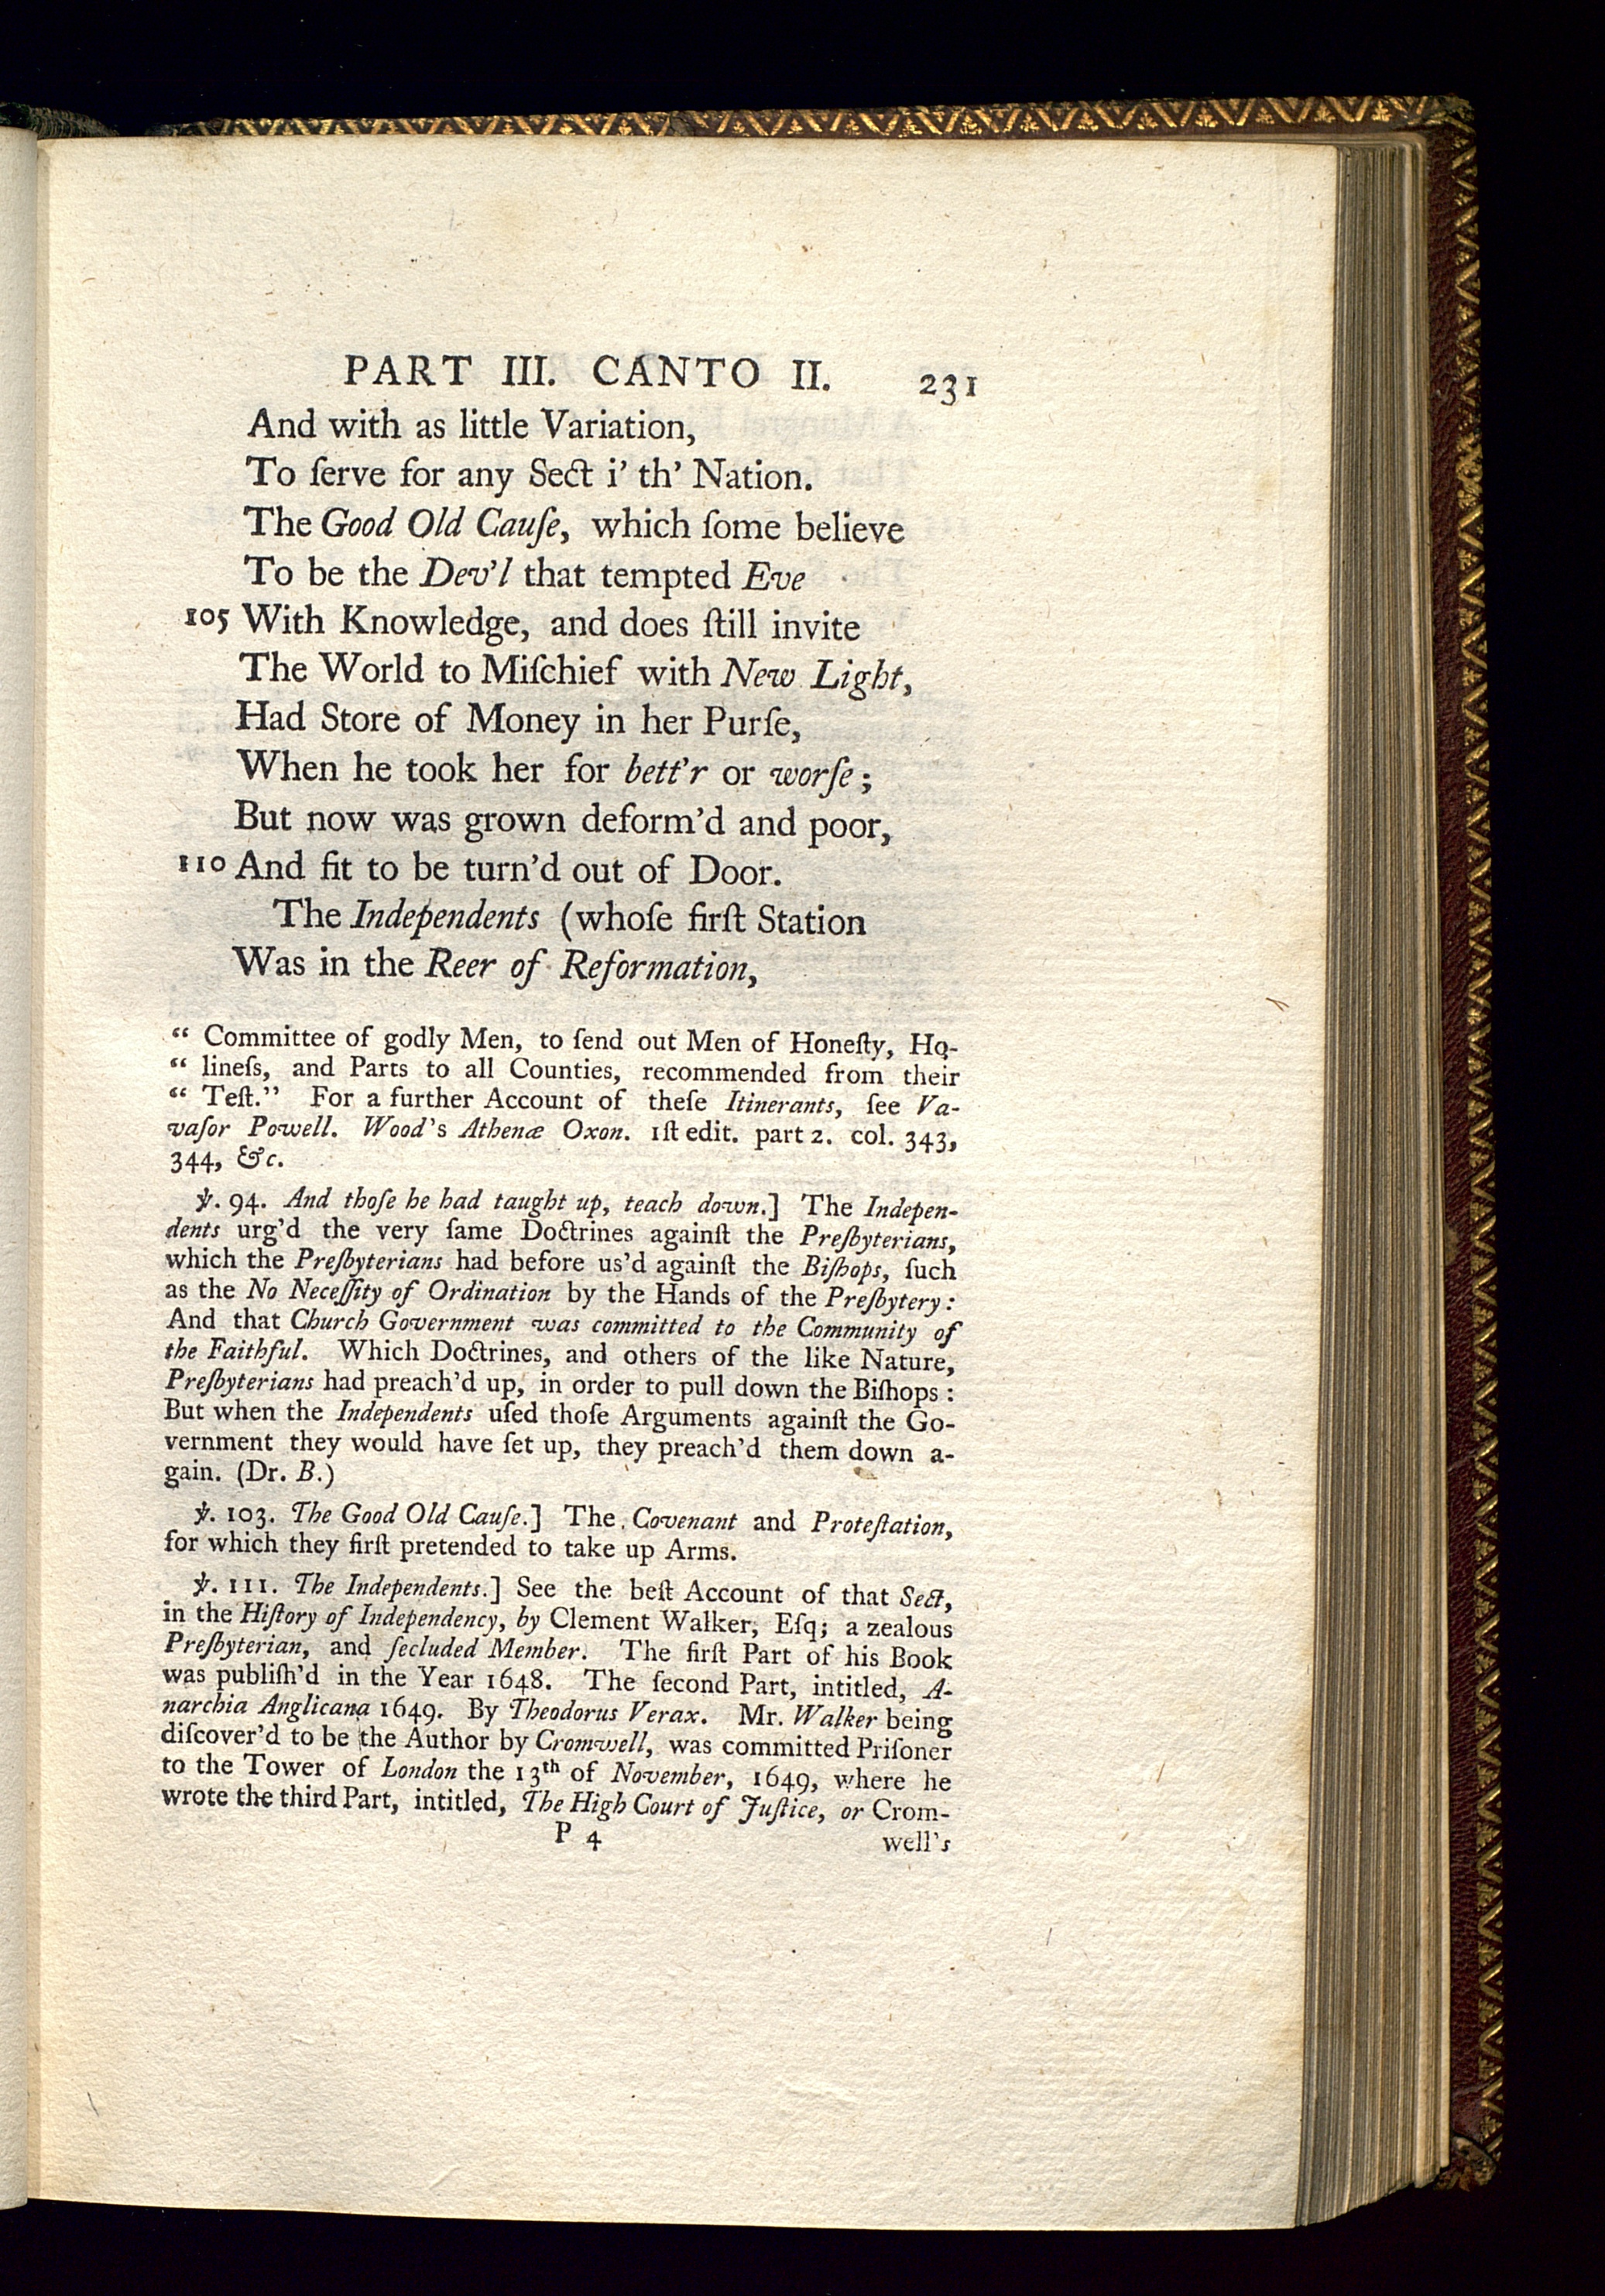 PART III. CANTO II. 231
And with as little Variation,
To ſerve for any Sect i' th' Nation.
The Good Old Cauſe, which ſome believe
To be the Dev'l that tempted Eve
105 With Knowledge, and does ſtill invite
The World to Miſchief with New Light,
Had Store of Money in her Purſe,
When he took her for bett'r or worſe;
But now was grown deform'd and poor,
110 And fit to be turn'd out of Door.
The Independents (whoſe firſt Station
Was in the Reer of Reformation,
“ Committee of godly Men, to ſend out Men of Honeſty, Ho-
“ lineſs, and Parts to all Counties, recommended from their
“ Teſt.” For a further Account of theſe Itinerants, ſee Va-
vaſor Powell. Wood's Athenæ Oxon. 1ſt edit. part 2. col. 343,
344, &c.
℣. 94. And thoſe he had taught up, teach down.] The Indepen-
dents urg'd the very ſame Doctrines againſt the Preſbyterians,
which the Preſbyterians had before us'd againſt the Biſhops, ſuch
as the No Neceſſity of Ordination by the Hands of the Preſbytery:
And that Church Government was committed to the Community of
the Faithful. Which Doctrines, and others of the like Nature,
Preſbyterians had preach'd up, in order to pull down the Biſhops:
But when the Independents uſed thoſe Arguments againſt the Go-
vernment they would have ſet up, they preach'd them down a-
gain. (Dr. B.)
℣. 103. The Good Old Cauſe.] The Covenant and Proteſtation,
for which they firſt pretended to take up Arms.
℣. 111. The Independents.] See the beſt Account of that Sect,
in the Hiſtory of Independency, by Clement Walker, Eſq; a zealous
Preſbyterian, and ſecluded Member. The firſt Part of his Book
was publiſh'd in the Year 1648. The ſecond Part, intitled, A-
narchia Anglicana 1649. By Theodorus Verax. Mr. Walker being
diſcover'd to be the Author by Cromwell, was committed Priſoner
to the Tower of London the 13th of November, 1649, where he
wrote the third Part, intitled, The High Court of Juſtice, or Crom-
P 4 well's